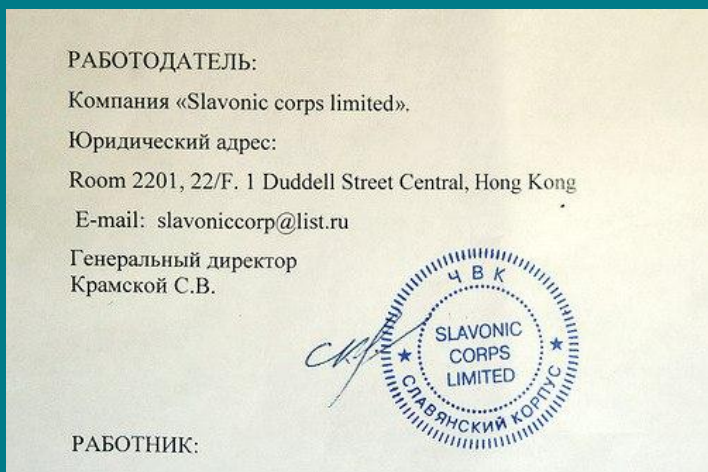 РАБОТОДАТЕЛЬ:
Компания «Slavonic corps limited».
Юридический адрес:
Room 2201, 22/F. 1 Duddell Street Central, Hong Kong
E-mail: slavoniccorp@list.ru
Генеральный директор
Крамской С.В.
ЧВК
SLAVONIC
CORPS
LIMITED
СЛАВЯНСКИЙ КОРПУС
РАБОТНИК: